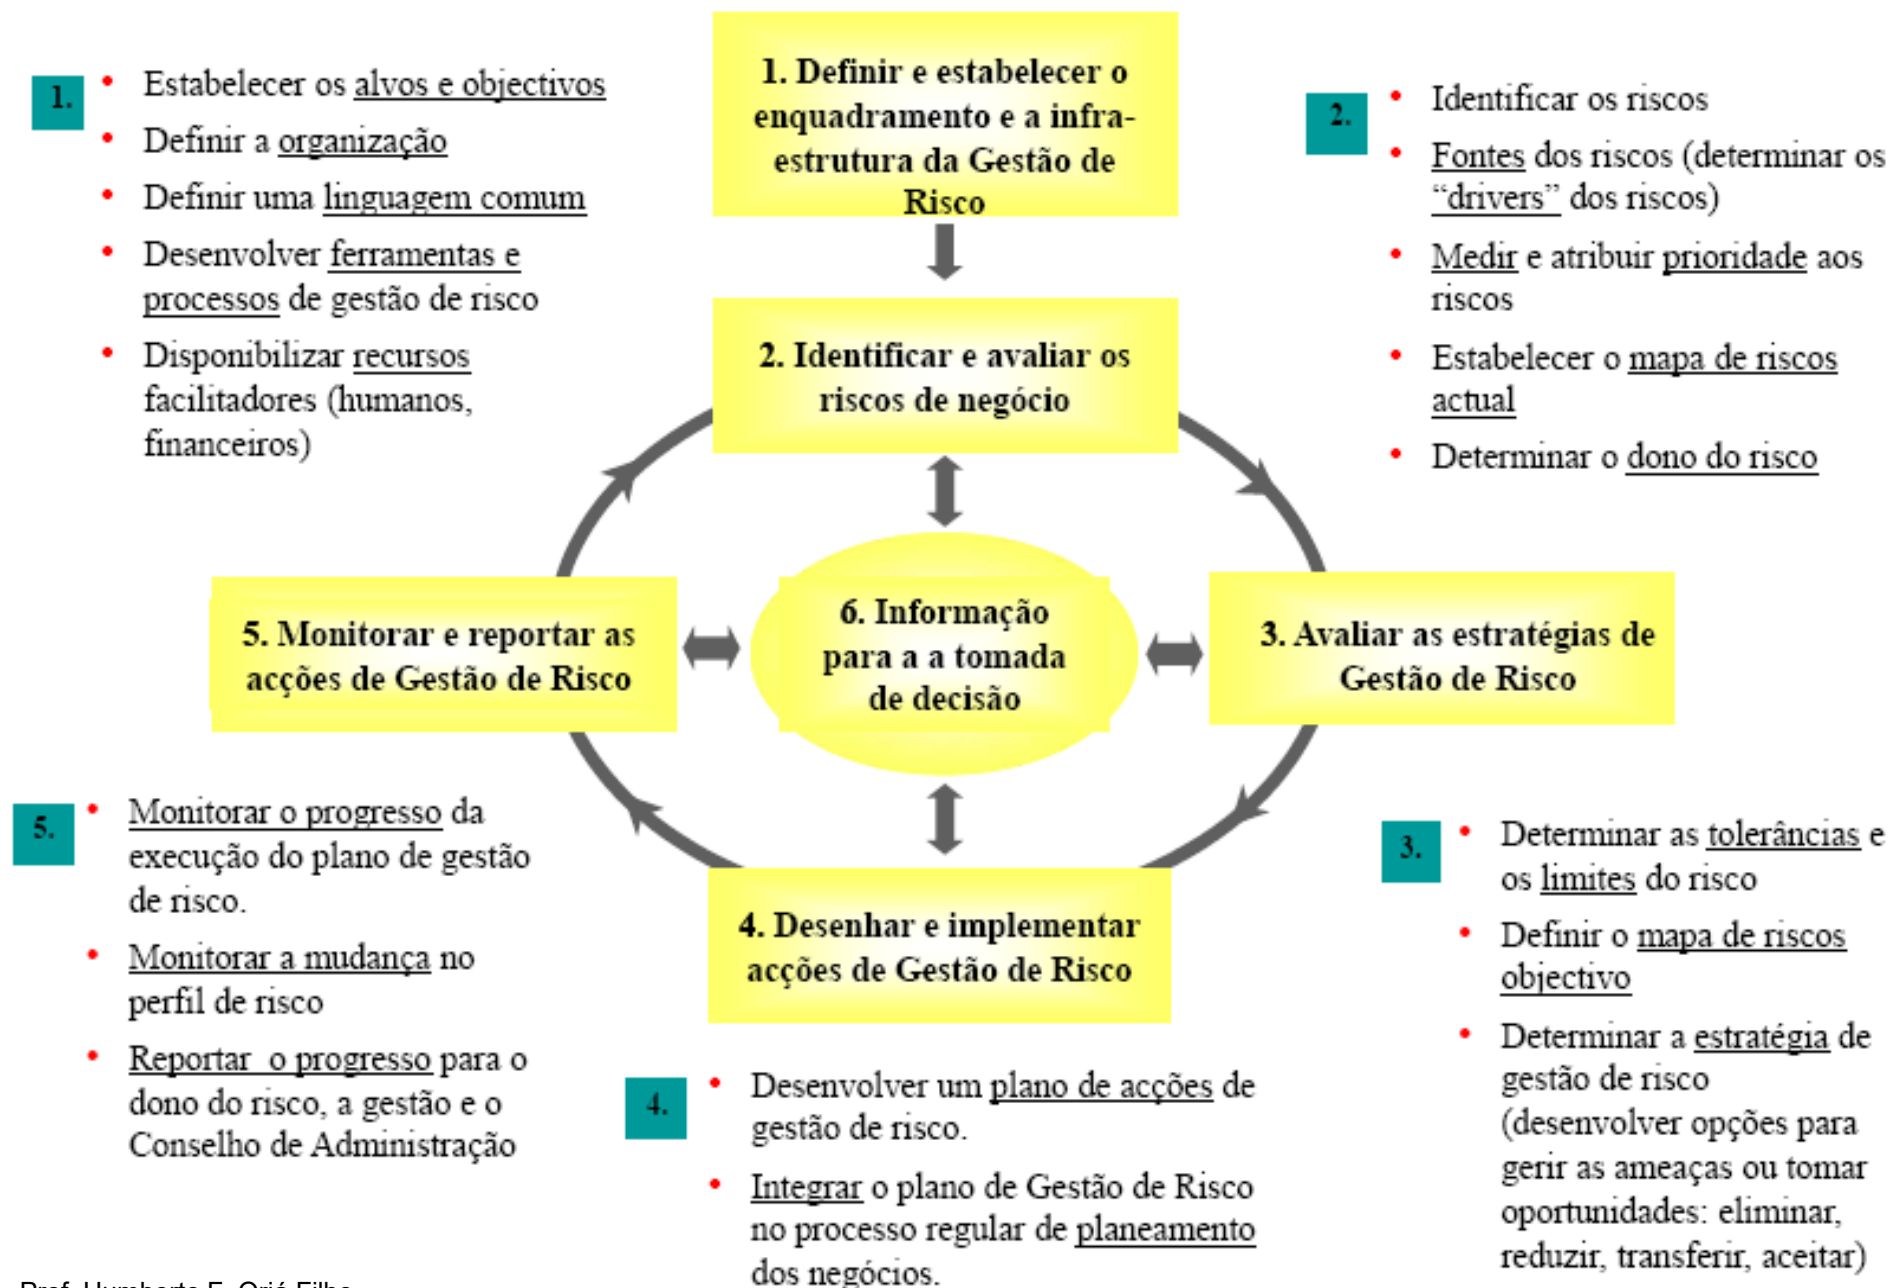 1.
• Estabelecer os alvos e objectivos
• Definir a organização
• Definir uma linguagem comum
• Desenvolver ferramentas e
processos de gestão de risco
• Disponibilizar recursos
facilitadores (humanos,
financeiros)
1. Definir e estabelecer o
enquadramento e a infra-
estrutura da Gestão de
Risco
2.
• Identificar os riscos
• Fontes dos riscos (determinar os
“drivers” dos riscos)
• Medir e atribuir prioridade aos
riscos
• Estabelecer o mapa de riscos
actual
• Determinar o dono do risco
2. Identificar e avaliar os
riscos de negócio
5. Monitorar e reportar as
acções de Gestão de Risco
6. Informação
para a a tomada
de decisão
3. Avaliar as estratégias de
Gestão de Risco
4. Desenhar e implementar
acções de Gestão de Risco
5.
• Monitorar o progresso da
execução do plano de gestão
de risco.
• Monitorar a mudança no
perfil de risco
• Reportar o progresso para o
dono do risco, a gestão e o
Conselho de Administração
4.
• Desenvolver um plano de acções de
gestão de risco.
• Integrar o plano de Gestão de Risco
no processo regular de planeamento
dos negócios.
3.
• Determinar as tolerâncias e
os limites do risco
• Definir o mapa de riscos
objectivo
• Determinar a estratégia de
gestão de risco
(desenvolver opções para
gerir as ameaças ou tomar
oportunidades: eliminar,
reduzir, transferir, aceitar)
Prof. Humberto F. Oriá Filho